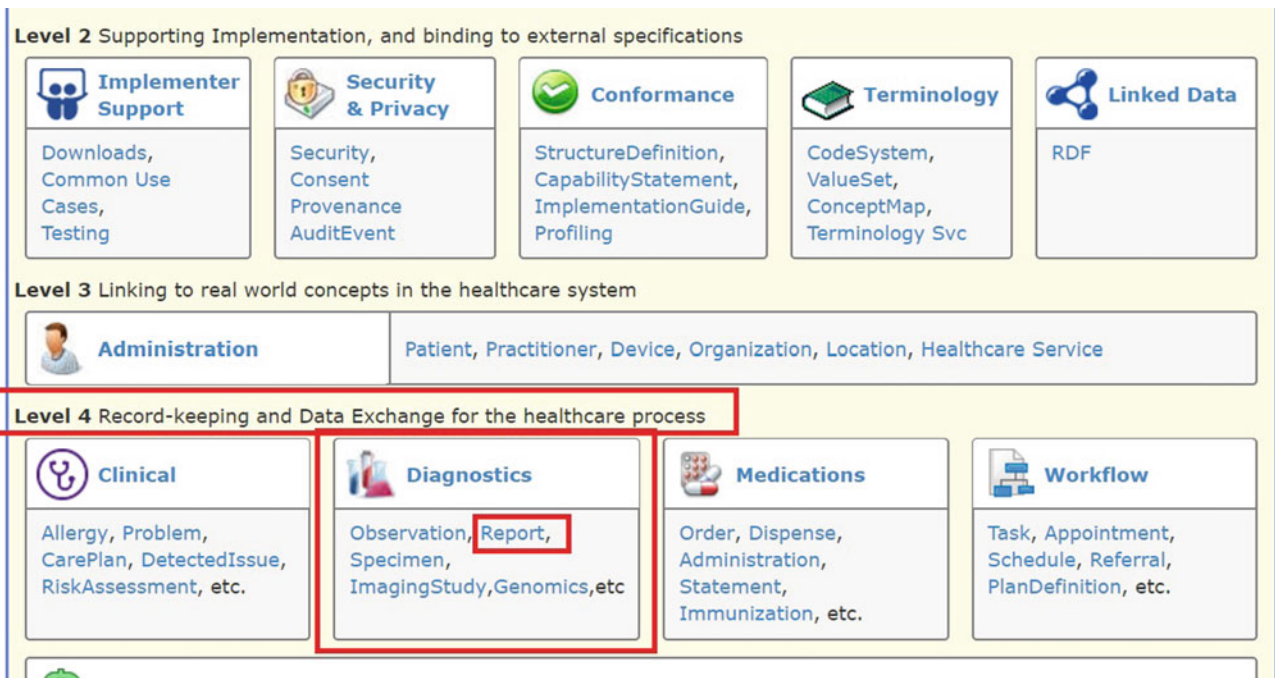 Level 2 Supporting Implementation, and binding to external specifications
Implementer
Support
Downloads,
Common Use
Cases,
Testing
Security
& Privacy
Security,
Consent
Provenance
AuditEvent
Conformance
StructureDefinition,
CapabilityStatement,
ImplementationGuide,
Profiling
Terminology
CodeSystem,
ValueSet,
ConceptMap,
Terminology Svc
Linked Data
RDF
Level 3 Linking to real world concepts in the healthcare system
Administration
Patient, Practitioner, Device, Organization, Location, Healthcare Service
Level 4 Record-keeping and Data Exchange for the healthcare process
Clinical
Allergy, Problem,
CarePlan, DetectedIssue,
RiskAssessment, etc.
Diagnostics
Observation, Report,
Specimen,
ImagingStudy,Genomics,etc
Medications
Order, Dispense,
Administration,
Statement,
Immunization, etc.
Workflow
Task, Appointment,
Schedule, Referral,
PlanDefinition, etc.